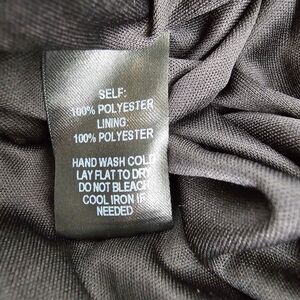 SELF:
100% POLYESTER
LINING:
100% POLYESTER
HAND WASH COLD
LAY FLAT TO DRY
DO NOT BLEACH
COOL IRON IF
NEEDED